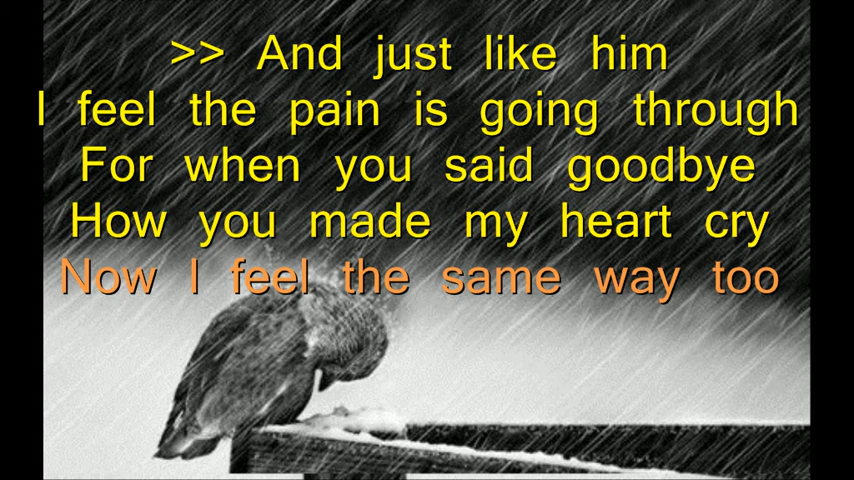 >> And just like him
I feel the pain is going through
For when you said goodbye
How you made my heart cry
Now I feel the same way too